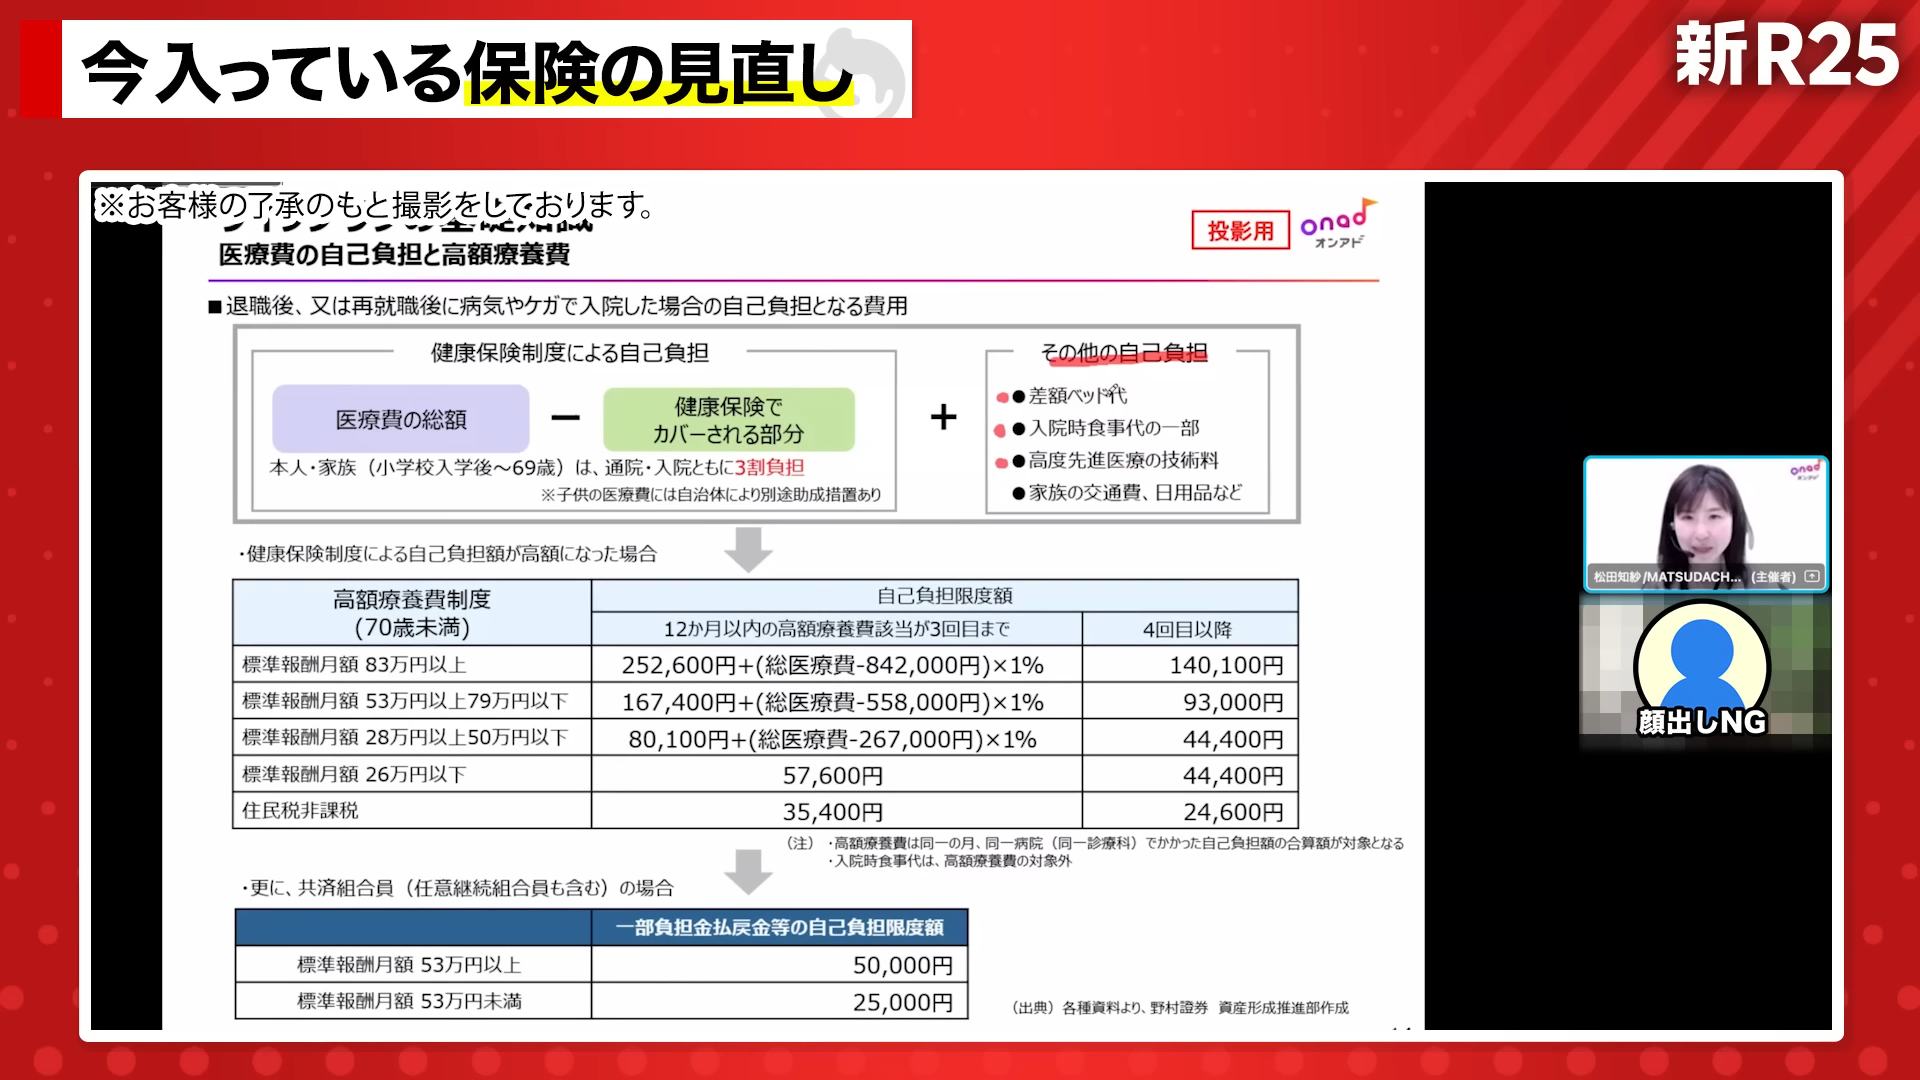 今入っている保険の見直し
新R25
※お客様の了承のもと撮影をしております。
医療費の自己負担と高額療養費
投影用
onad
オンアド
■退職後、又は再就職後に病気やケガで入院した場合の自己負担となる費用
健康保険制度による自己負担
医療費の総額
−
健康保険で
カバーされる部分
本人・家族（小学校入学後～69歳）は、通院・入院ともに3割負担
※子供の医療費には自治体により別途助成措置あり
+
その他の自己負担
●差額ベッド代
●入院時食事代の一部
●高度先進医療の技術料
●家族の交通費、日用品など
・健康保険制度による自己負担額が高額になった場合
高額療養費制度
(70歳未満)
自己負担限度額
12か月以内の高額療養費該当が3回目まで
4回目以降
標準報酬月額 83万円以上 252,600円+(総医療費-842,000円)×1% 140,100円
標準報酬月額 53万円以上79万円以下 167,400円+(総医療費-558,000円)×1% 93,000円
標準報酬月額 28万円以上50万円以下 80,100円+(総医療費-267,000円)×1% 44,400円
標準報酬月額 26万円以下 57,600円 44,400円
住民税非課税 35,400円 24,600円
（注） ・高額療養費は同一の月、同一病院（同一診療科）でかかった自己負担額の合算額が対象となる
・入院時食事代は、高額療養費の対象外
・更に、共済組合員（任意継続組合員も含む）の場合
一部負担金払戻金等の自己負担限度額
標準報酬月額 53万円以上 50,000円
標準報酬月額 53万円未満 25,000円
（出典）各種資料より、野村證券 資産形成推進部作成
onad
オンアド
松田知紗/MATSUDACH... (主催者)
顔出しNG